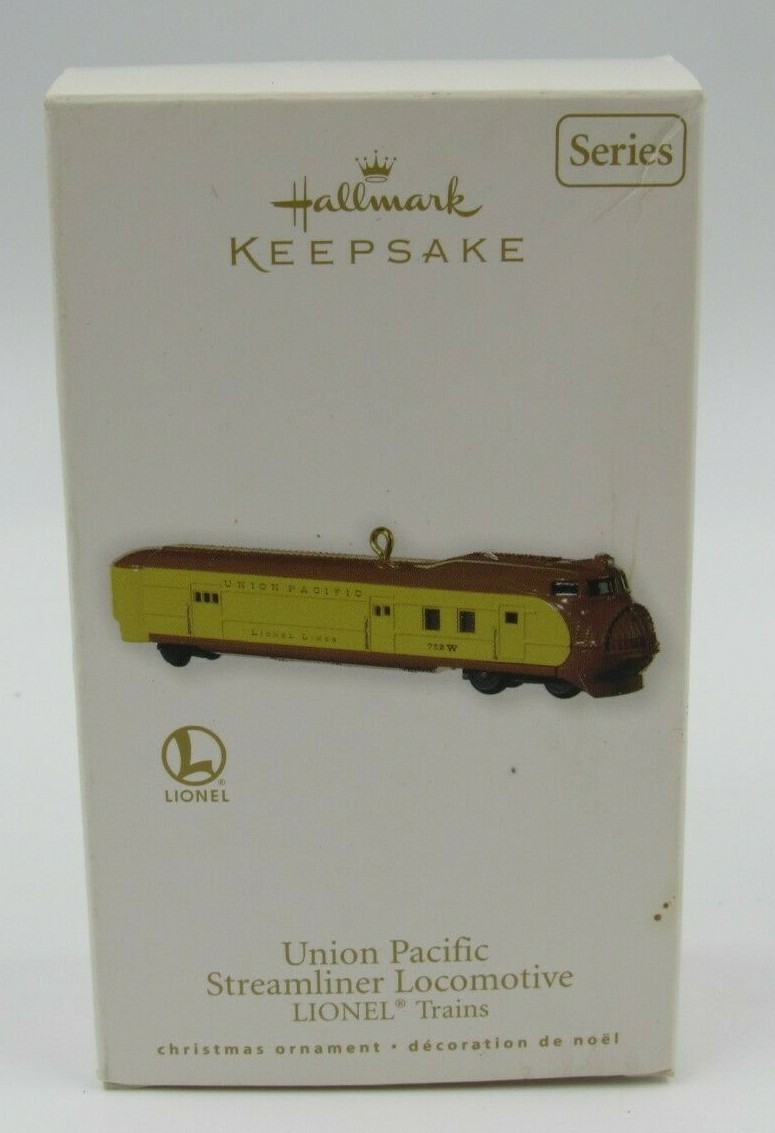 Series
Hallmark
KEEPSAKE
UNION PACIFIC
LIONEL LINES
752W
L
®
LIONEL
Union Pacific
Streamliner Locomotive
LIONEL® Trains
christmas ornament • décoration de noël